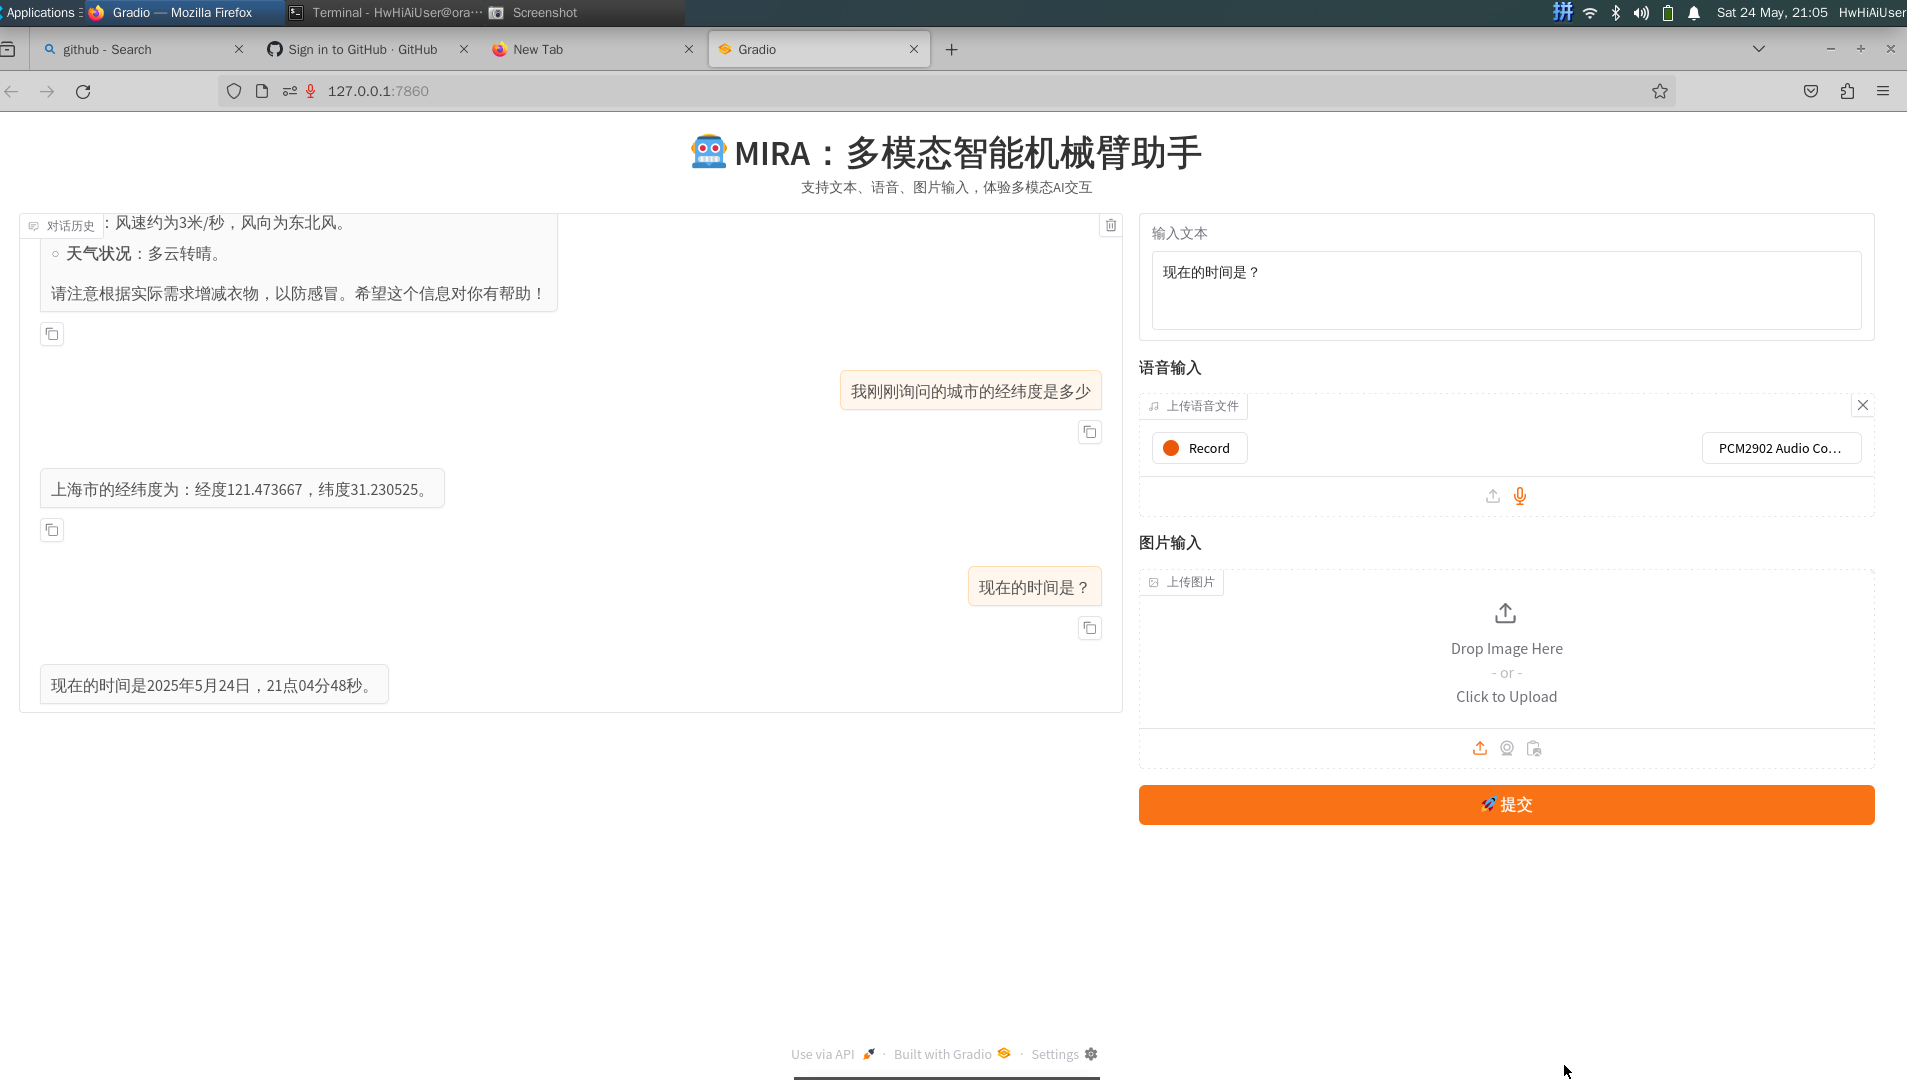 Applications
Gradio — Mozilla Firefox
Terminal - HwHiAiUser@ora···
Screenshot
拼
Sat 24 May, 21:05
HwHiAiUser
github - Search
Sign in to GitHub · GitHub
New Tab
Gradio
127.0.0.1:7860
MIRA：多模态智能机械臂助手
支持文本、语音、图片输入，体验多模态AI交互
对话历史
：风速约为3米/秒，风向为东北风。
天气状况：多云转晴。
请注意根据实际需求增减衣物，以防感冒。希望这个信息对你有帮助！
我刚刚询问的城市的经纬度是多少
上海市的经纬度为：经度121.473667，纬度31.230525。
现在的时间是？
现在的时间是2025年5月24日，21点04分48秒。
输入文本
现在的时间是？
语音输入
上传语音文件
Record
PCM2902 Audio Co…
图片输入
上传图片
Drop Image Here
- or -
Click to Upload
提交
Use via API · Built with Gradio · Settings